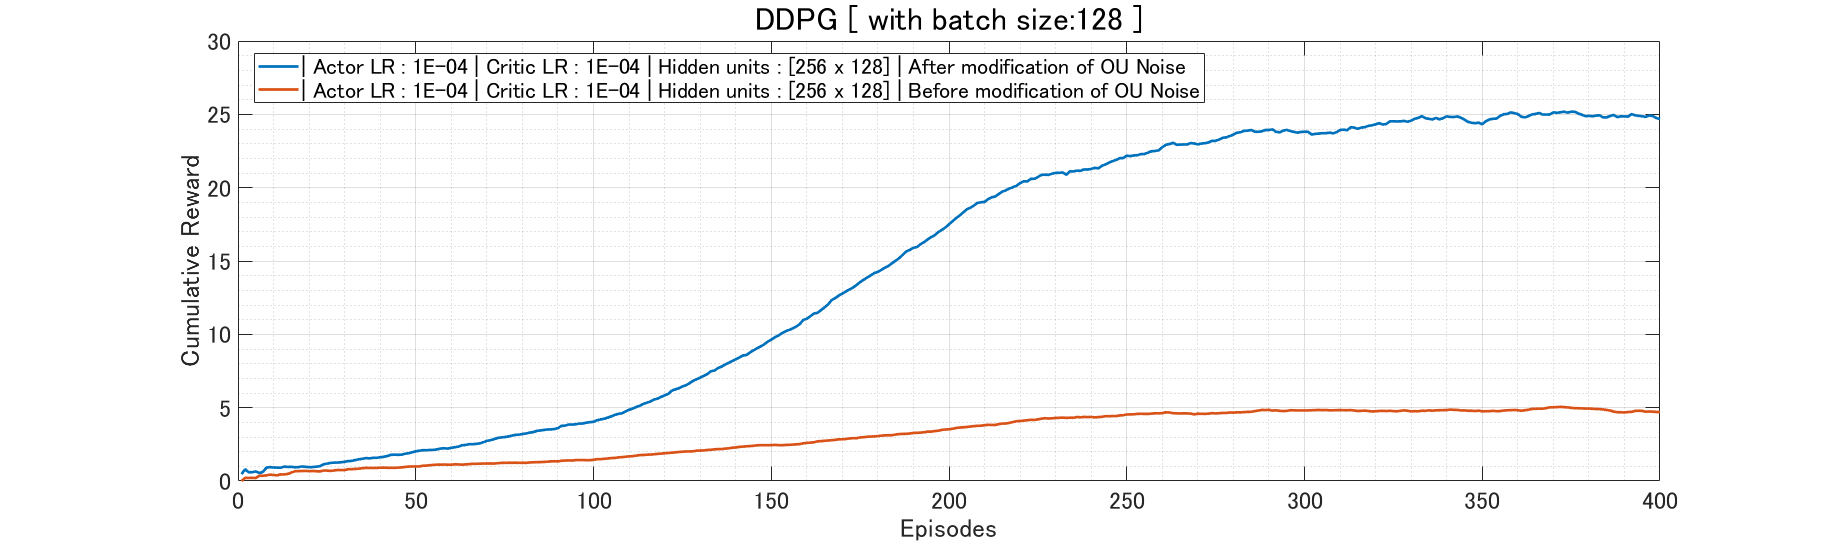 DDPG [ with batch size:128 ]
30
| Actor LR : 1E-04 | Critic LR : 1E-04 | Hidden units : [256 x 128] | After modification of OU Noise
| Actor LR : 1E-04 | Critic LR : 1E-04 | Hidden units : [256 x 128] | Before modification of OU Noise
25
20
15
10
5
0
Cumulative Reward
0 50 100 150 200 250 300 350 400
Episodes